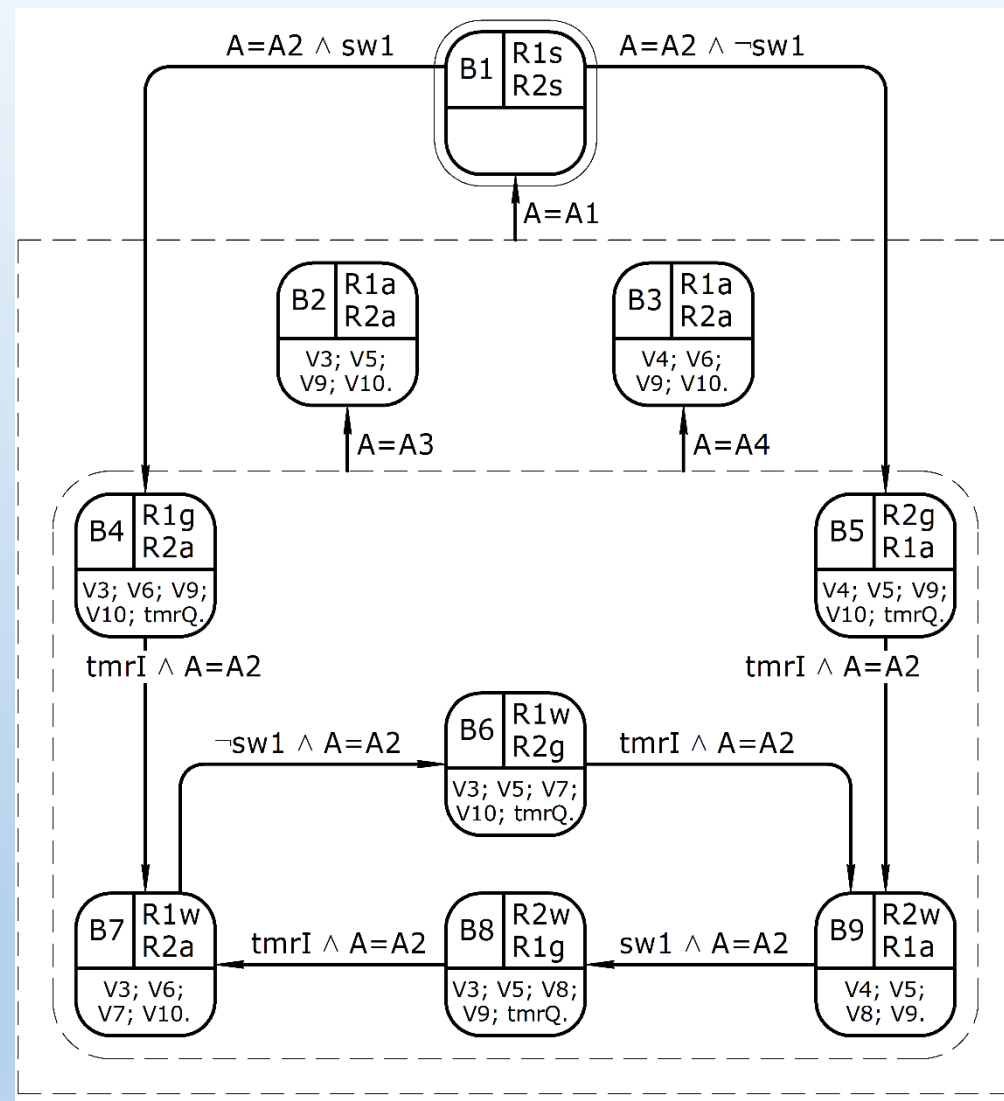 A=A2 ∧ sw1
B1
R1s
R2s
A=A2 ∧ ¬sw1
A=A1
B2
R1a
R2a
V3; V5;
V9; V10.
B3
R1a
R2a
V4; V6;
V9; V10.
A=A3
A=A4
B4
R1g
R2a
V3; V6; V9;
V10; tmrQ.
B5
R2g
R1a
V4; V5; V9;
V10; tmrQ.
tmrI ∧ A=A2
tmrI ∧ A=A2
¬sw1 ∧ A=A2
B6
R1w
R2g
V3; V5; V7;
V10; tmrQ.
tmrI ∧ A=A2
B7
R1w
R2a
V3; V6;
V7; V10.
tmrI ∧ A=A2
B8
R2w
R1g
V3; V5; V8;
V9; tmrQ.
sw1 ∧ A=A2
B9
R2w
R1a
V4; V5;
V8; V9.